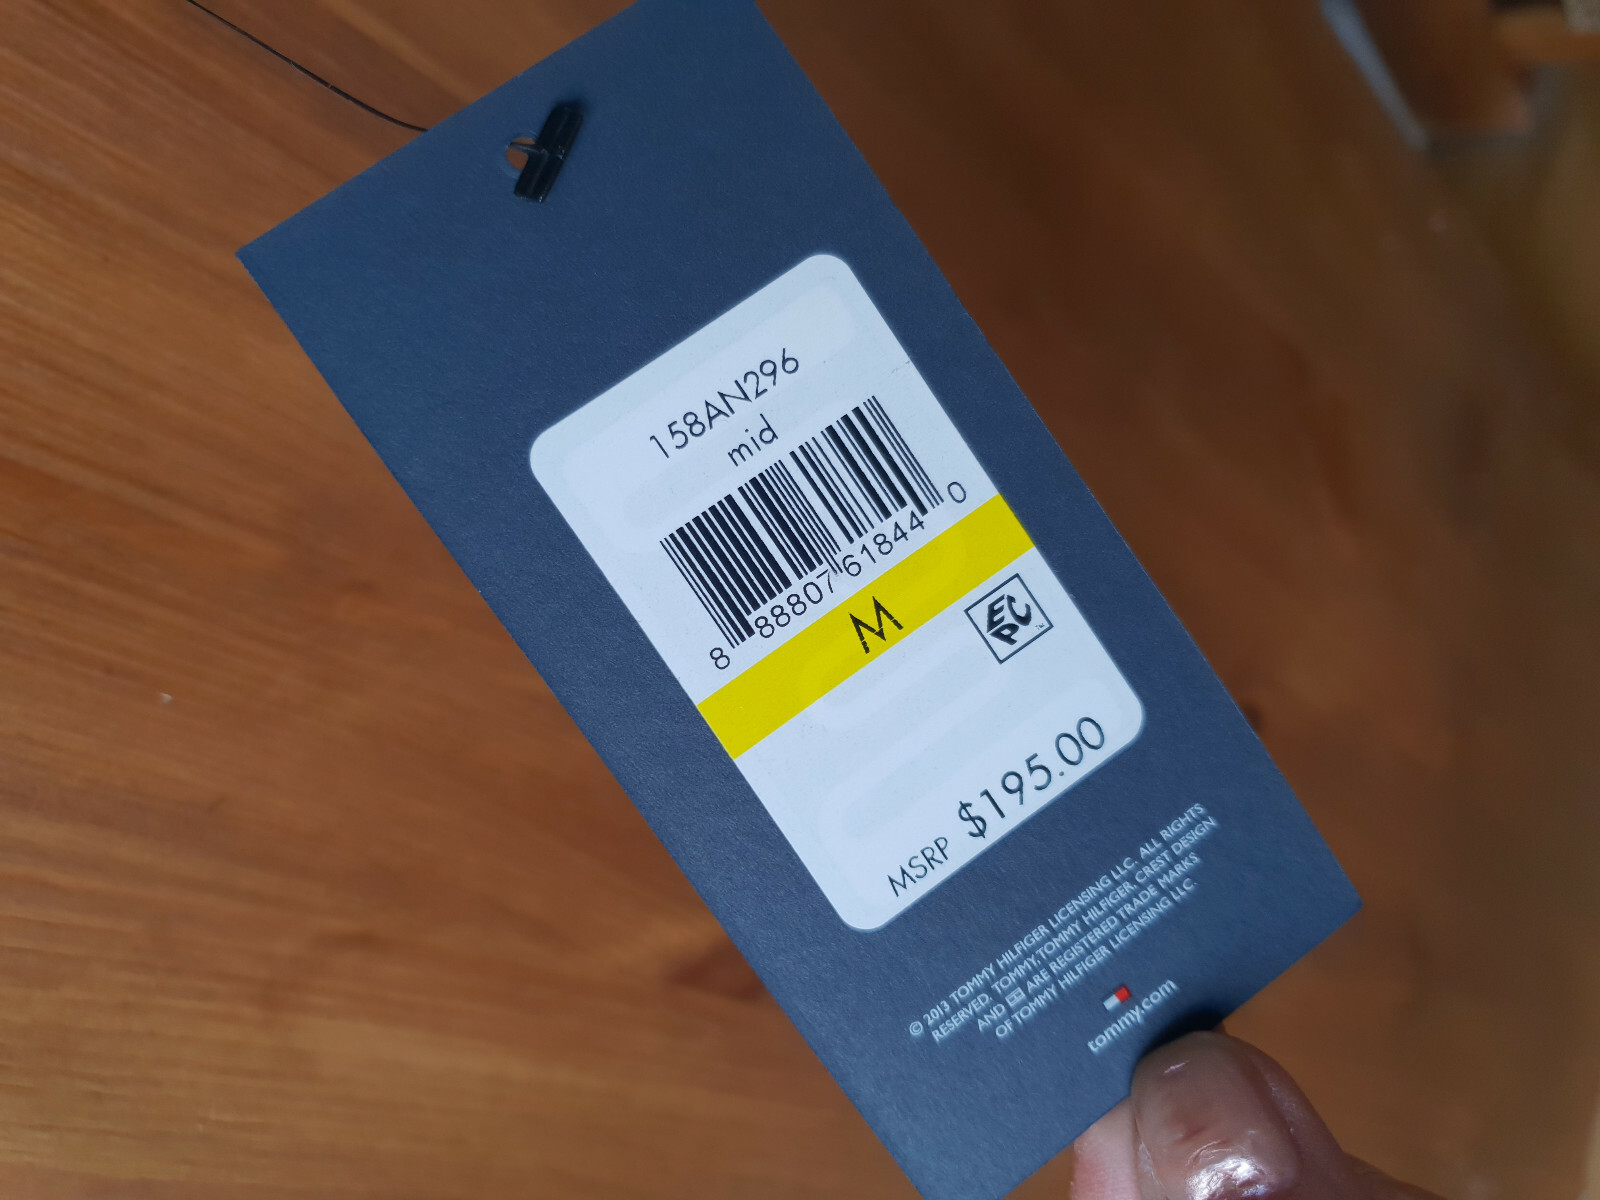 158AN296
mid
8 88807 61844 0
M
EPC™
MSRP $195.00
© 2013 TOMMY HILFIGER LICENSING LLC. ALL RIGHTS
RESERVED. TOMMY, TOMMY HILFIGER, CREST DESIGN
AND ARE REGISTERED TRADE MARKS
OF TOMMY HILFIGER LICENSING LLC.
tommy.com